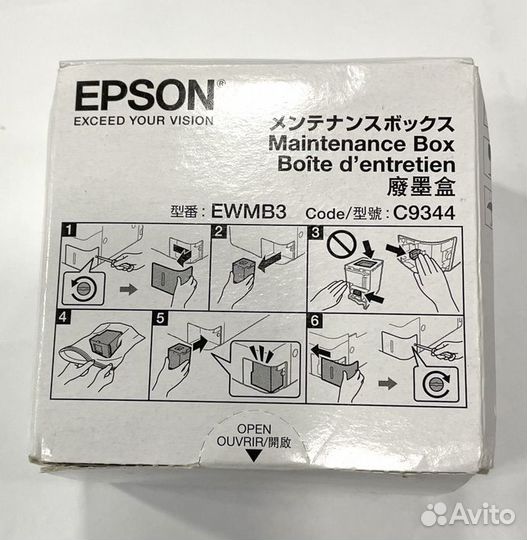 EPSON®
EXCEED YOUR VISION
メンテナンスボックス
Maintenance Box
Boîte d'entretien
廢墨盒
型番 : EWMB3 Code/型號 : C9344
1
2
3
4
5
6
OPEN
OUVRIR/開啟
Avito